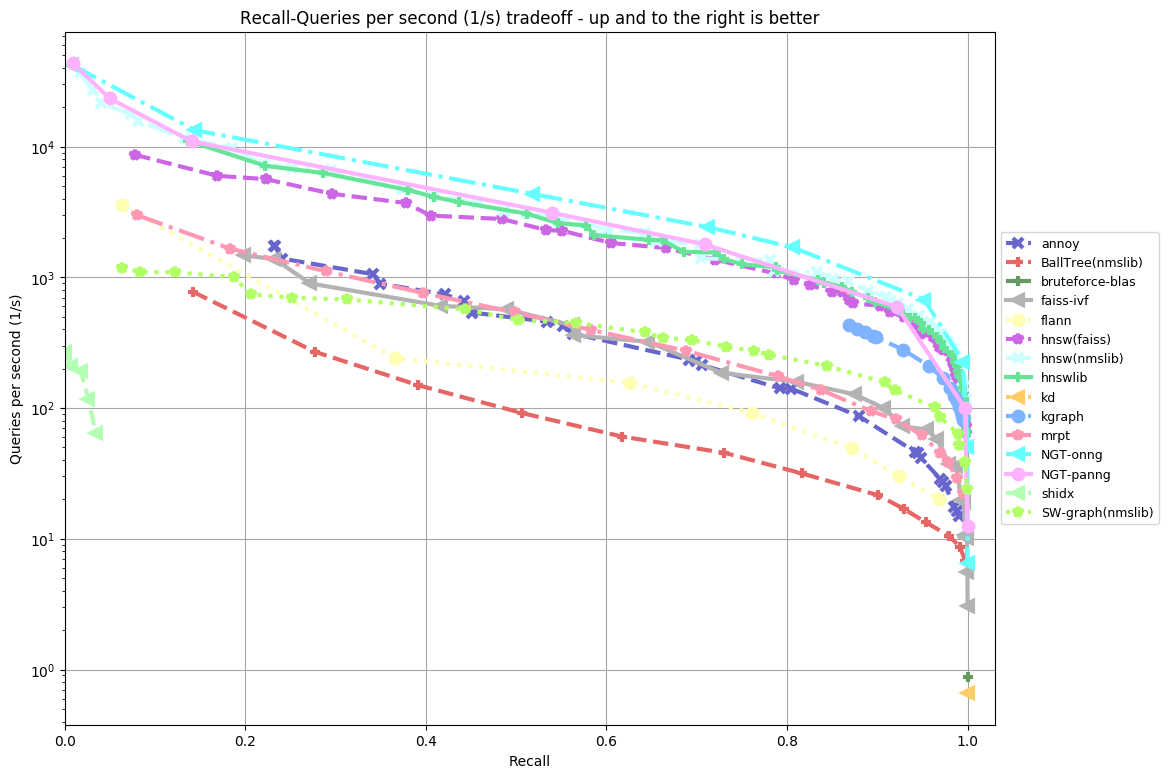 Recall-Queries per second (1/s) tradeoff - up and to the right is better
Queries per second (1/s)
10⁴
10³
10²
10¹
10⁰
0.0
0.2
0.4
0.6
0.8
1.0
Recall
annoy
BallTree(nmslib)
bruteforce-blas
faiss-ivf
flann
hnsw(faiss)
hnsw(nmslib)
hnswlib
kd
kgraph
mrpt
NGT-onng
NGT-panng
shidx
SW-graph(nmslib)